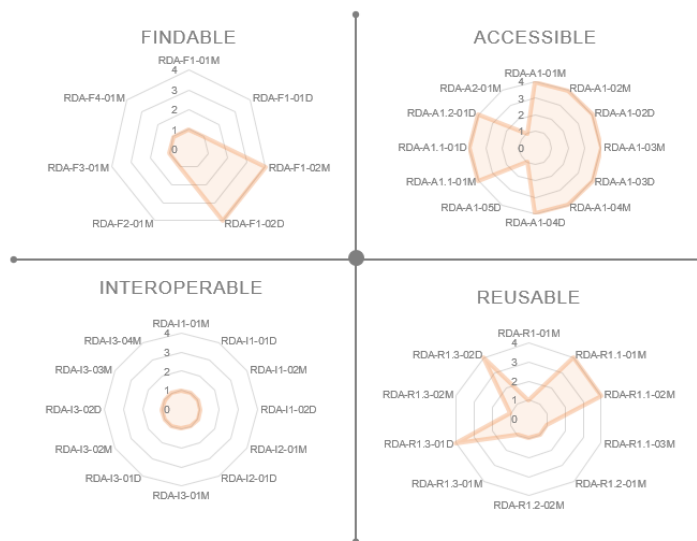 FINDABLE
RDA-F1-01M
4
3
2
1
0
RDA-F1-01D
RDA-F1-02M
RDA-F1-02D
RDA-F2-01M
RDA-F3-01M
RDA-F4-01M
ACCESSIBLE
RDA-A1-01M
4
3
2
1
0
RDA-A1-02M
RDA-A1-02D
RDA-A1-03M
RDA-A1-03D
RDA-A1-04M
RDA-A1-04D
RDA-A1-05D
RDA-A1.1-01M
RDA-A1.1-01D
RDA-A1.2-01D
RDA-A2-01M
INTEROPERABLE
RDA-I1-01M
4
3
2
1
0
RDA-I1-01D
RDA-I1-02M
RDA-I1-02D
RDA-I2-01M
RDA-I2-01D
RDA-I3-01M
RDA-I3-01D
RDA-I3-02M
RDA-I3-02D
RDA-I3-03M
RDA-I3-04M
REUSABLE
RDA-R1-01M
4
3
2
1
0
RDA-R1.1-01M
RDA-R1.1-02M
RDA-R1.1-03M
RDA-R1.2-01M
RDA-R1.2-02M
RDA-R1.3-01M
RDA-R1.3-01D
RDA-R1.3-02M
RDA-R1.3-02D